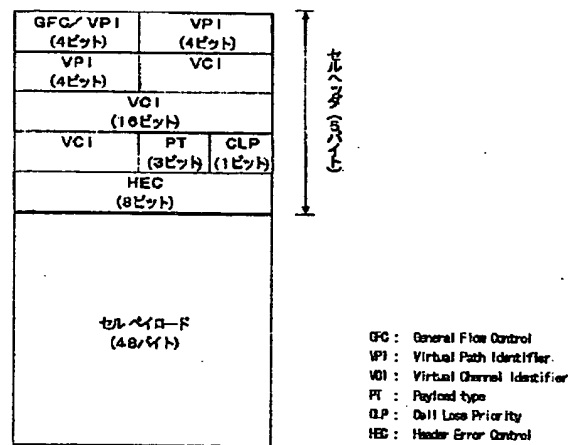 GFC/VPI
(4ビット)
VPI
(4ビット)
VPI
(4ビット)
VCI
VCI
(16ビット)
VCI
PT
(3ビット)
CLP
(1ビット)
HEC
(8ビット)
セルヘッダ(5バイト)
セルペイロード
(48バイト)
GFC : General Flow Control
VPI : Virtual Path Identifier
VCI : Virtual Channel Identifier
PT : Payload type
CLP : Cell Loss Priority
HEC : Header Error Control